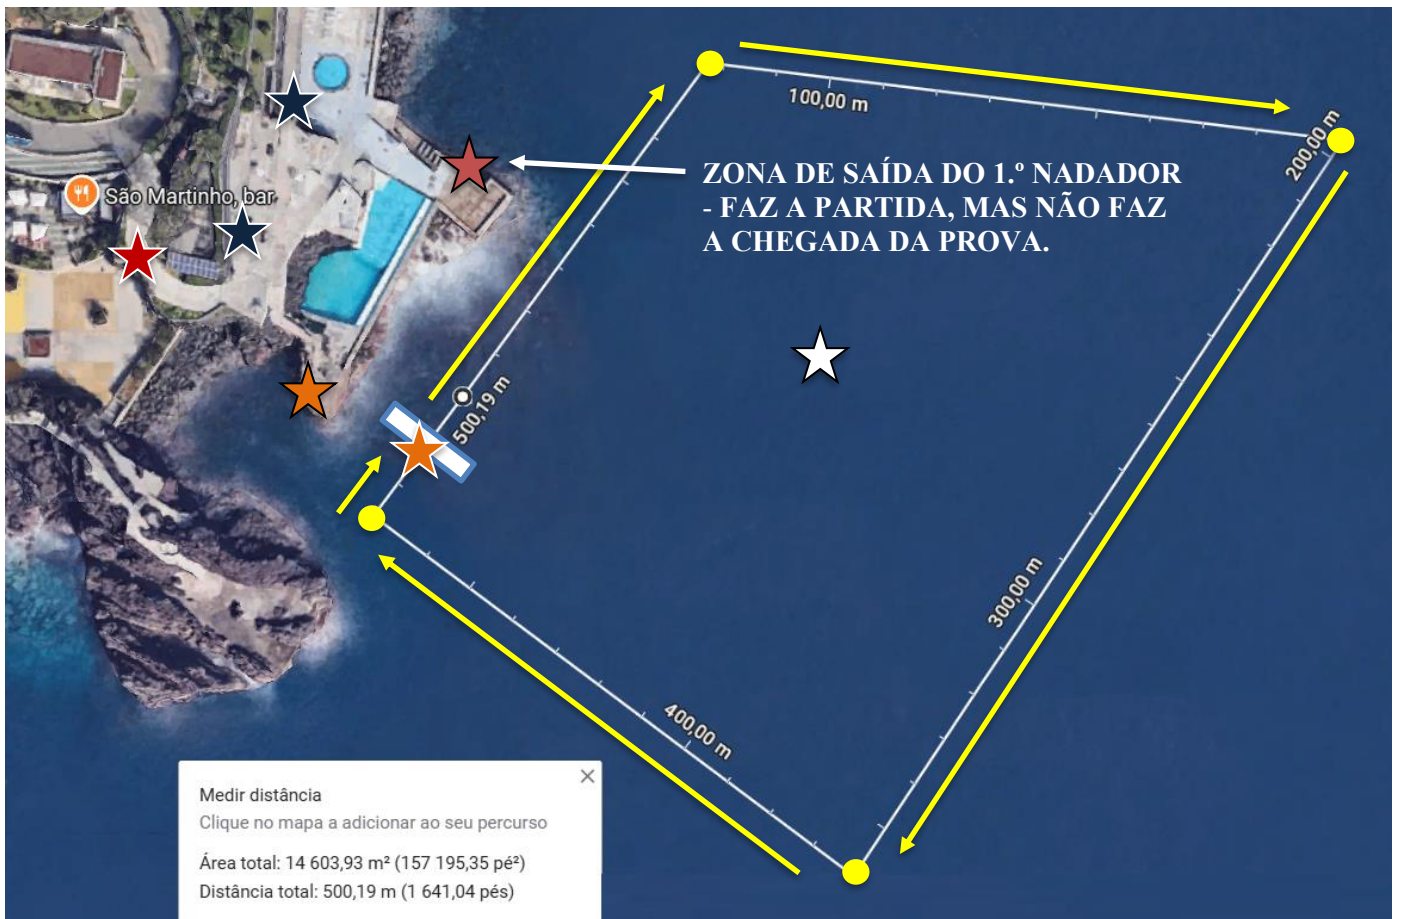 100,00 m
200,00 m
ZONA DE SAÍDA DO 1.º NADADOR
- FAZ A PARTIDA, MAS NÃO FAZ
A CHEGADA DA PROVA.
São Martinho, bar
500,19 m
300,00 m
400,00 m
Medir distância
Clique no mapa a adicionar ao seu percurso
Área total: 14 603,93 m² (157 195,35 pé²)
Distância total: 500,19 m (1 641,04 pés)